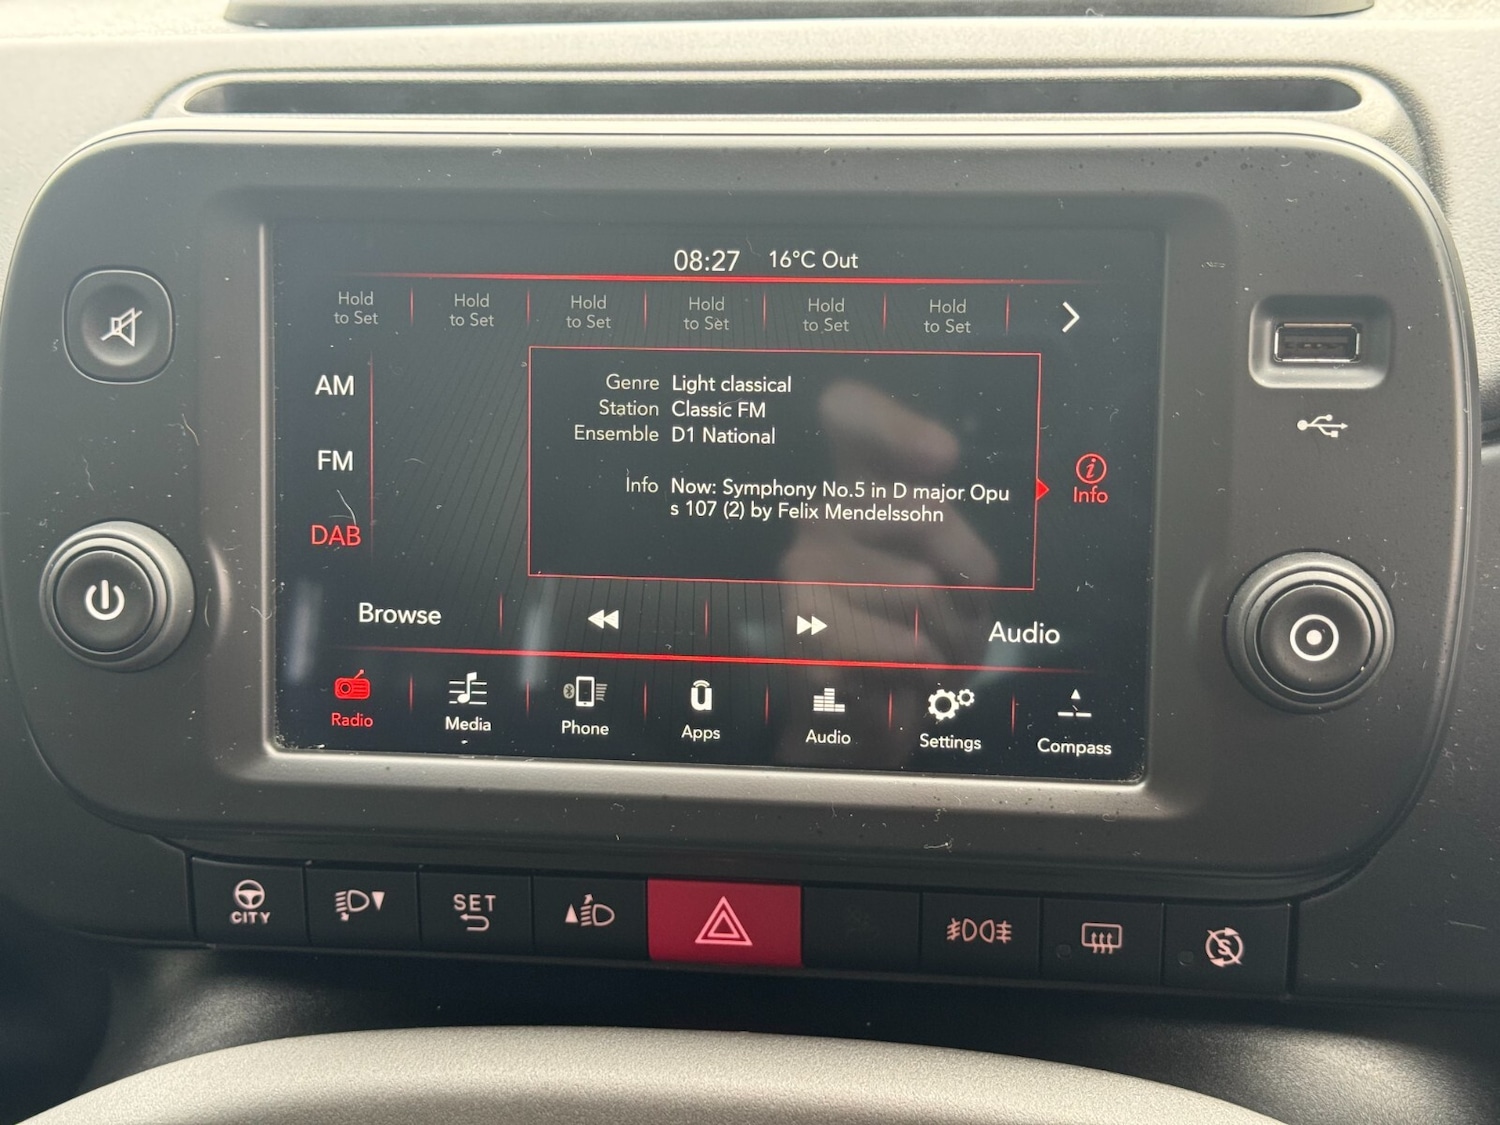 08:27 16°C Out
Hold to Set
Hold to Set
Hold to Set
Hold to Set
Hold to Set
Hold to Set
AM
FM
DAB
Genre Light classical
Station Classic FM
Ensemble D1 National
Info Now: Symphony No.5 in D major Opu
s 107 (2) by Felix Mendelssohn
Info
Browse
Audio
Radio
Media
Phone
Apps
Audio
Settings
Compass
CITY
SET